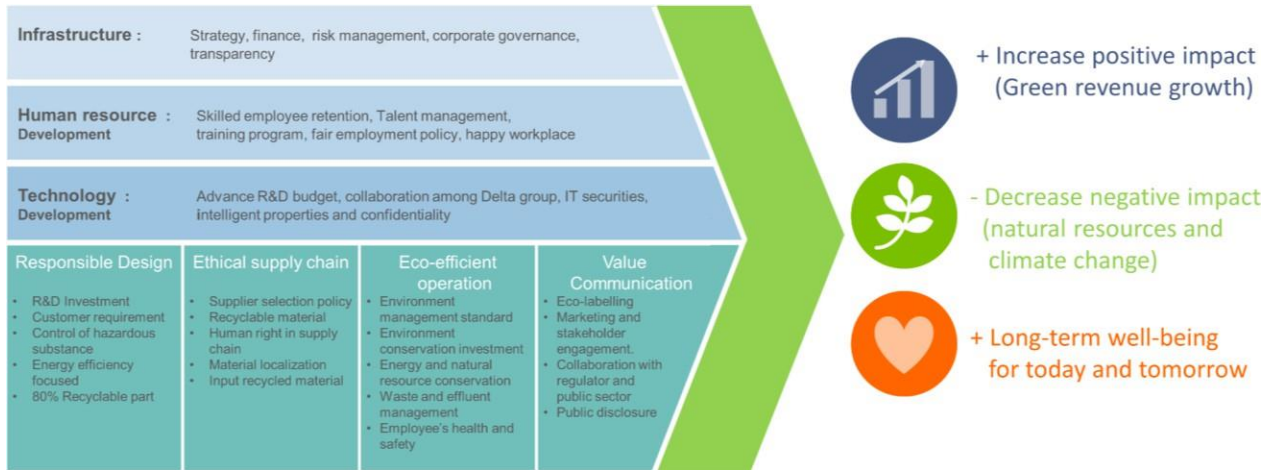 Infrastructure : Strategy, finance, risk management, corporate governance,
transparency
Human resource : Skilled employee retention, Talent management,
Development training program, fair employment policy, happy workplace
Technology : Advance R&D budget, collaboration among Delta group, IT securities,
Development intelligent properties and confidentiality
Responsible Design
• R&D Investment
• Customer requirement
• Control of hazardous
substance
• Energy efficiency
focused
• 80% Recyclable part
Ethical supply chain
• Supplier selection policy
• Recyclable material
• Human right in supply
chain
• Material localization
• Input recycled material
Eco-efficient
operation
• Environment
management standard
• Environment
conservation investment
• Energy and natural
resource conservation
• Waste and effluent
management
• Employee's health and
safety
Value
Communication
• Eco-labelling
• Marketing and
stakeholder
engagement.
• Collaboration with
regulator and
public sector
• Public disclosure
+ Increase positive impact
(Green revenue growth)
- Decrease negative impact
(natural resources and
climate change)
+ Long-term well-being
for today and tomorrow